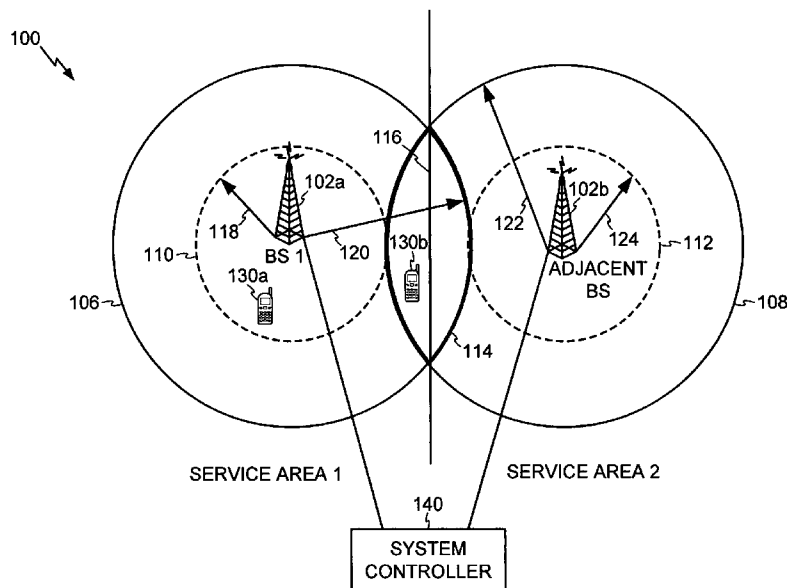 100
116
102a
102b
118
122
124
110
BS 1
120
130b
112
130a
ADJACENT
BS
106
108
114
SERVICE AREA 1
SERVICE AREA 2
140
SYSTEM
CONTROLLER